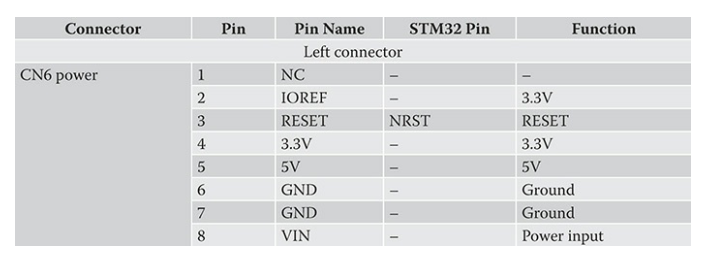 Connector Pin Pin Name STM32 Pin Function
Left connector
CN6 power 1 NC – –
2 IOREF – 3.3V
3 RESET NRST RESET
4 3.3V – 3.3V
5 5V – 5V
6 GND – Ground
7 GND – Ground
8 VIN – Power input